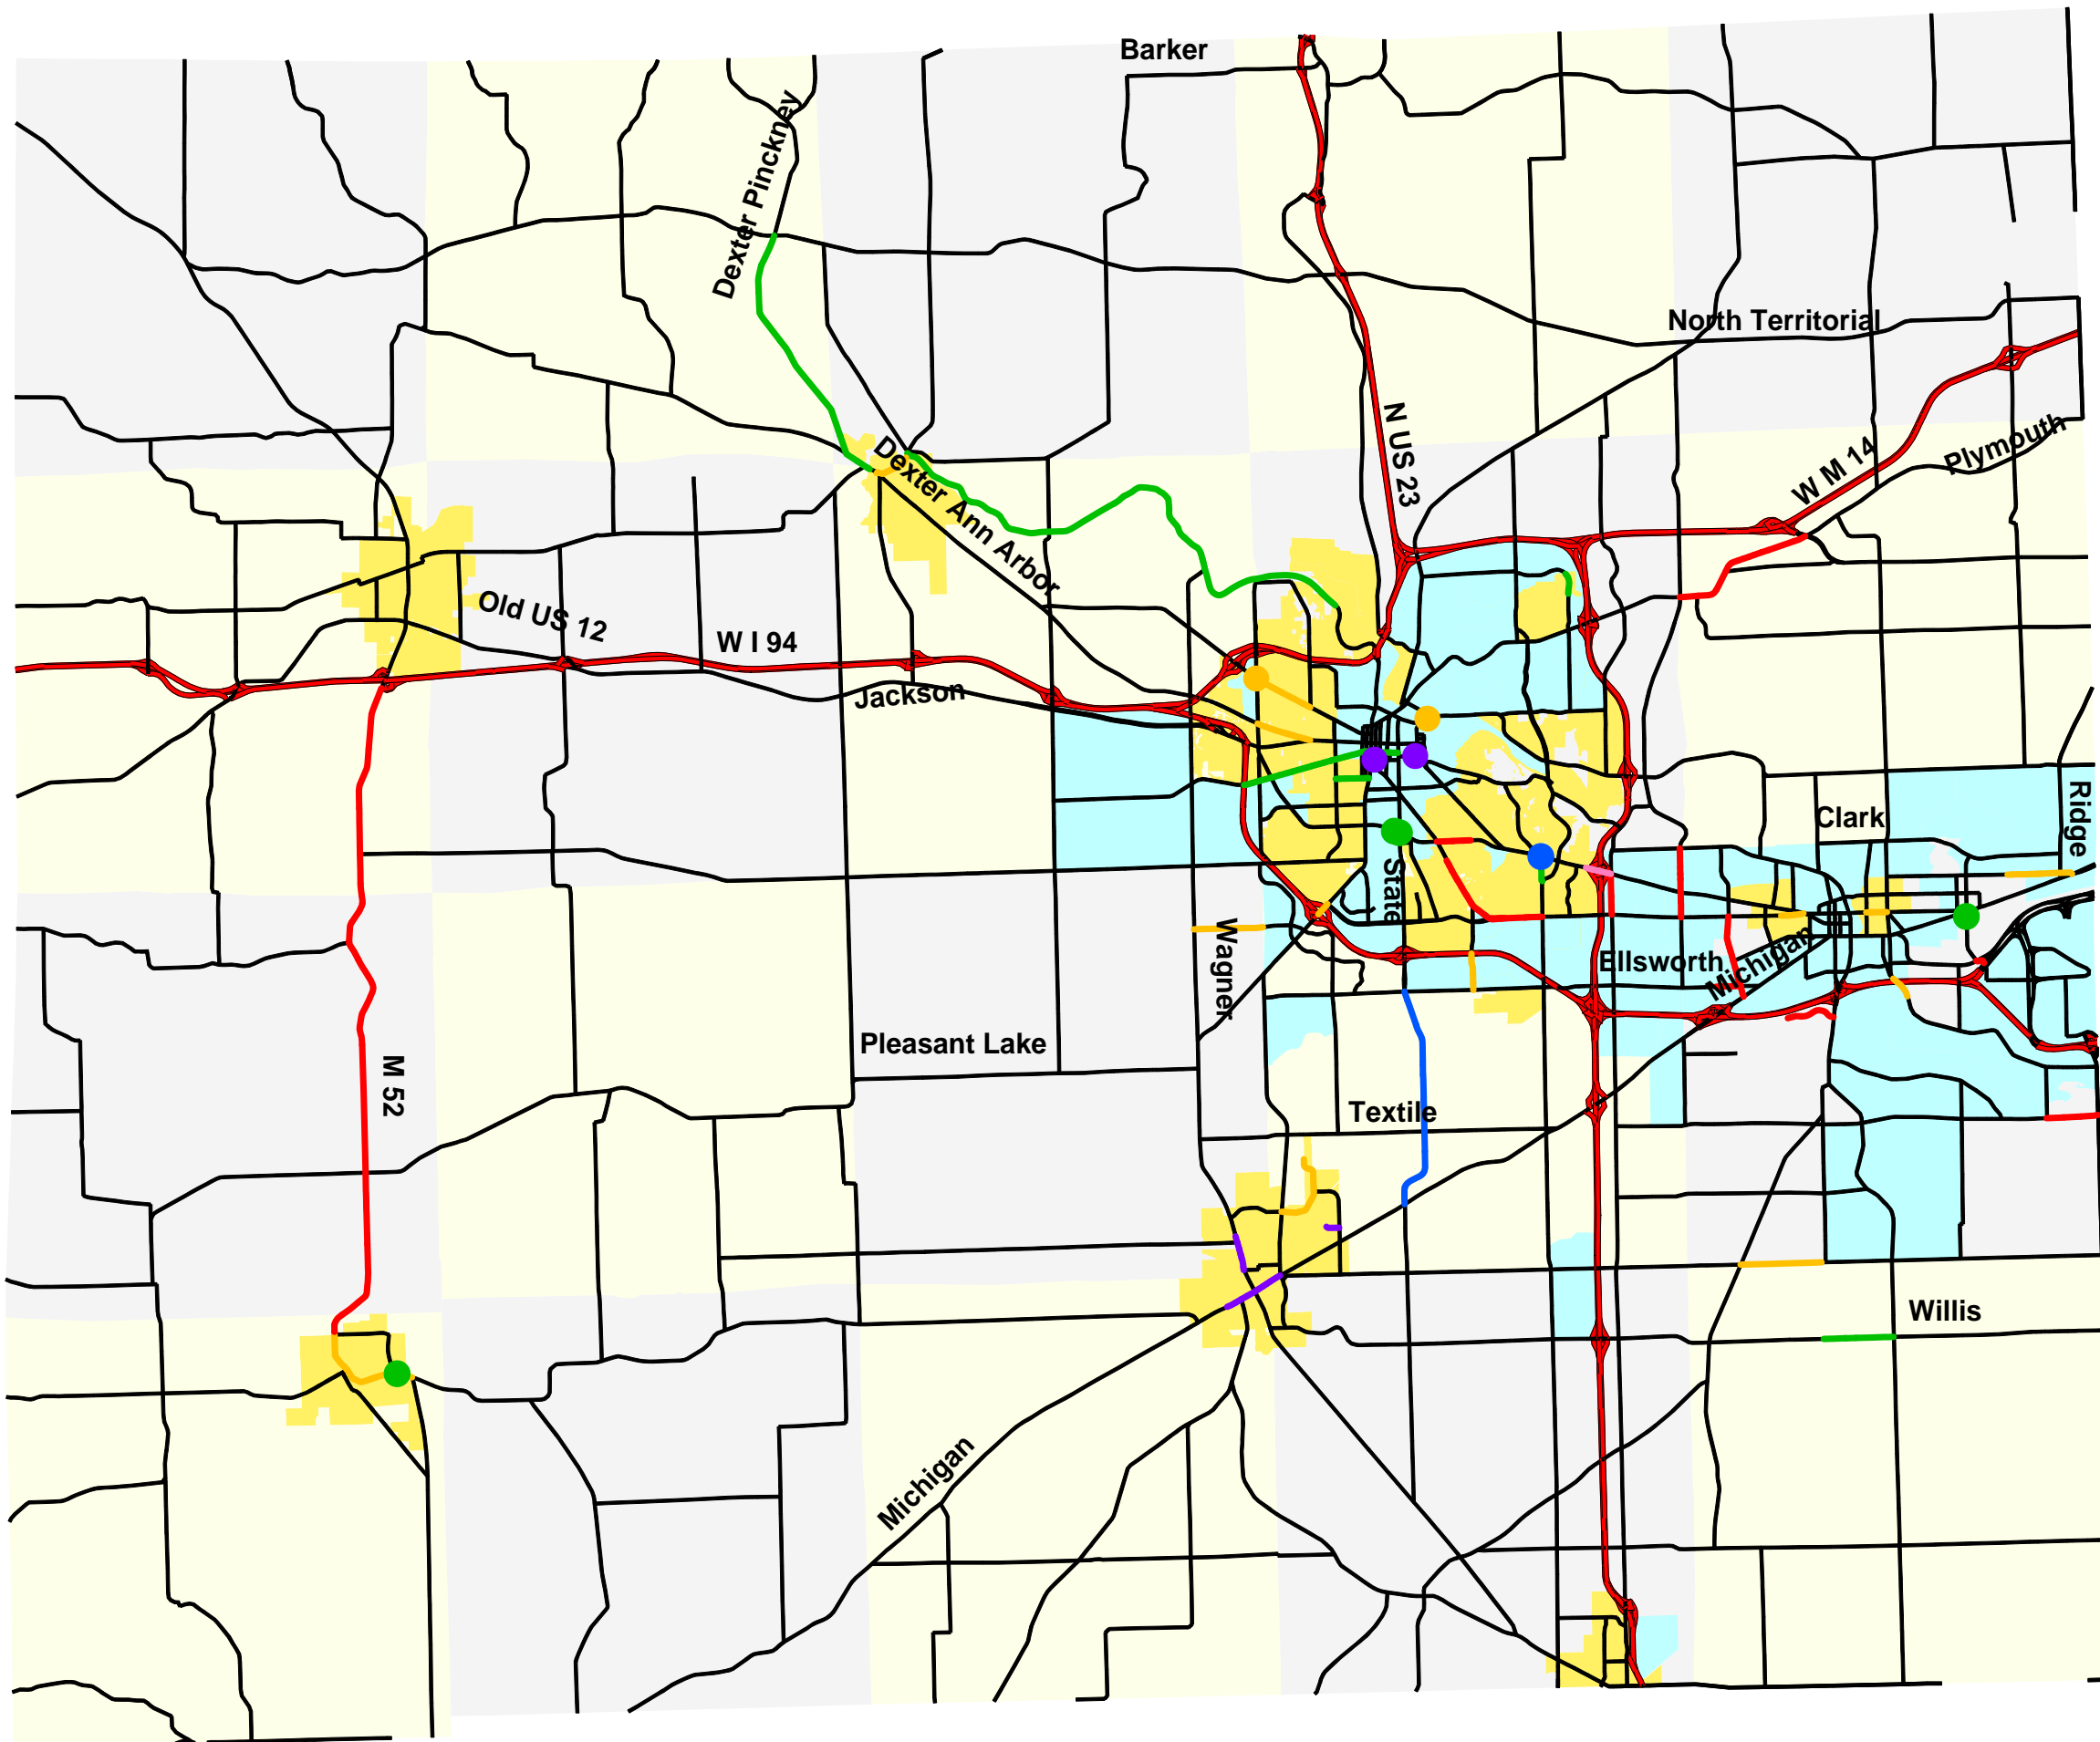 Barker
Dexter Pinckney
North Territorial
N US 23
W M 14
Plymouth
Dexter Ann Arbor
Old US 12
W I 94
Jackson
Clark
Ridge
State
Wagner
Ellsworth
Michigan
Pleasant Lake
M 52
Textile
Willis
Michigan